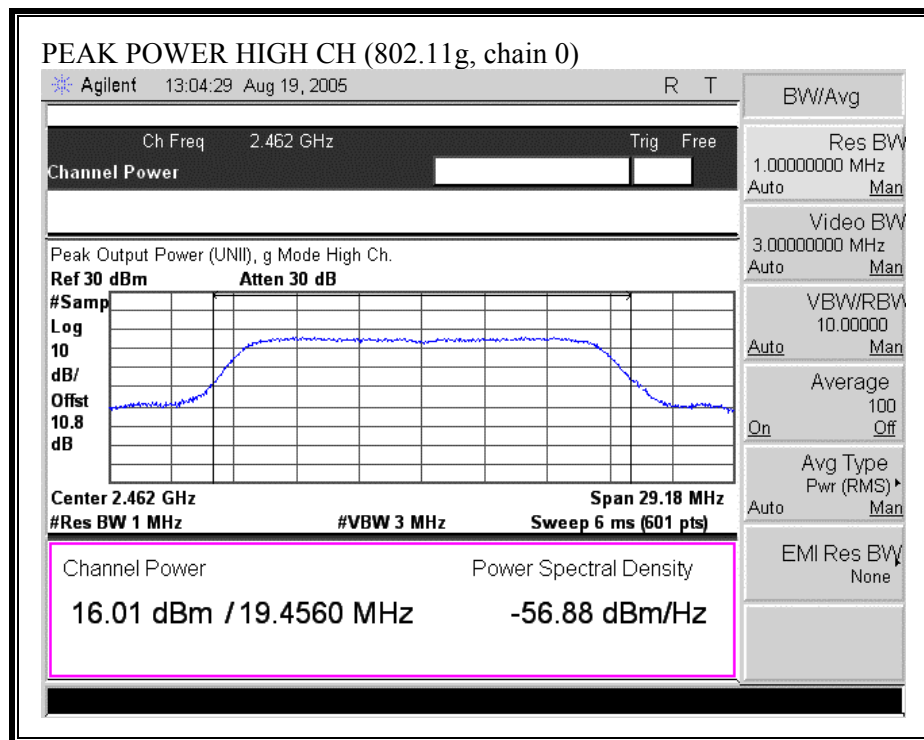 PEAK POWER HIGH CH (802.11g, chain 0)
Agilent 13:04:29 Aug 19, 2005 R T
Ch Freq 2.462 GHz Trig Free
Channel Power
Peak Output Power (UNII), g Mode High Ch.
Ref 30 dBm Atten 30 dB
#Samp
Log
10
dB/
Offst
10.8
dB
Center 2.462 GHz Span 29.18 MHz
#Res BW 1 MHz #VBW 3 MHz Sweep 6 ms (601 pts)
Channel Power Power Spectral Density
16.01 dBm / 19.4560 MHz -56.88 dBm/Hz
BW/Avg
Res BW
1.00000000 MHz
Auto Man
Video BW
3.00000000 MHz
Auto Man
VBW/RBW
10.00000
Auto Man
Average
100
On Off
Avg Type
Pwr (RMS)
Auto Man
EMI Res BW
None